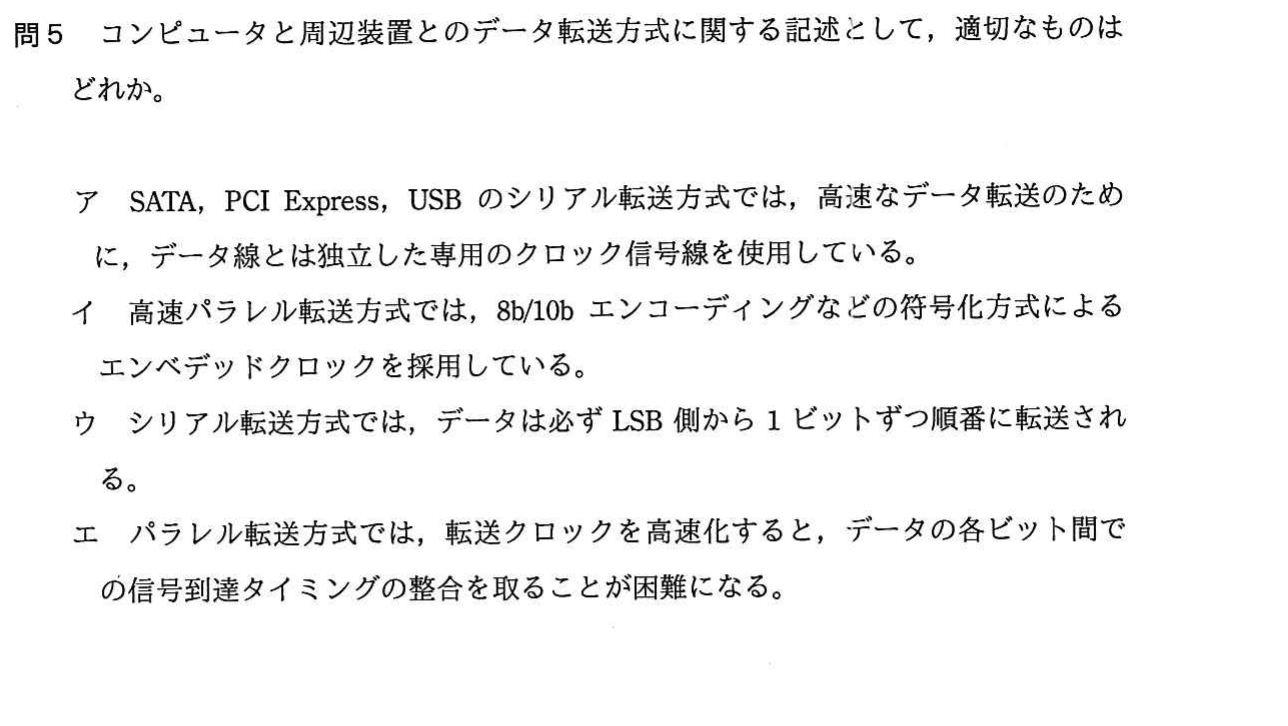 問5 コンピュータと周辺装置とのデータ転送方式に関する記述として，適切なものは
どれか。
ア SATA，PCI Express，USB のシリアル転送方式では，高速なデータ転送のため
に，データ線とは独立した専用のクロック信号線を使用している。
イ 高速パラレル転送方式では，8b/10b エンコーディングなどの符号化方式による
エンベデッドクロックを採用している。
ウ シリアル転送方式では，データは必ず LSB 側から 1 ビットずつ順番に転送され
る。
エ パラレル転送方式では，転送クロックを高速化すると，データの各ビット間で
の信号到達タイミングの整合を取ることが困難になる。